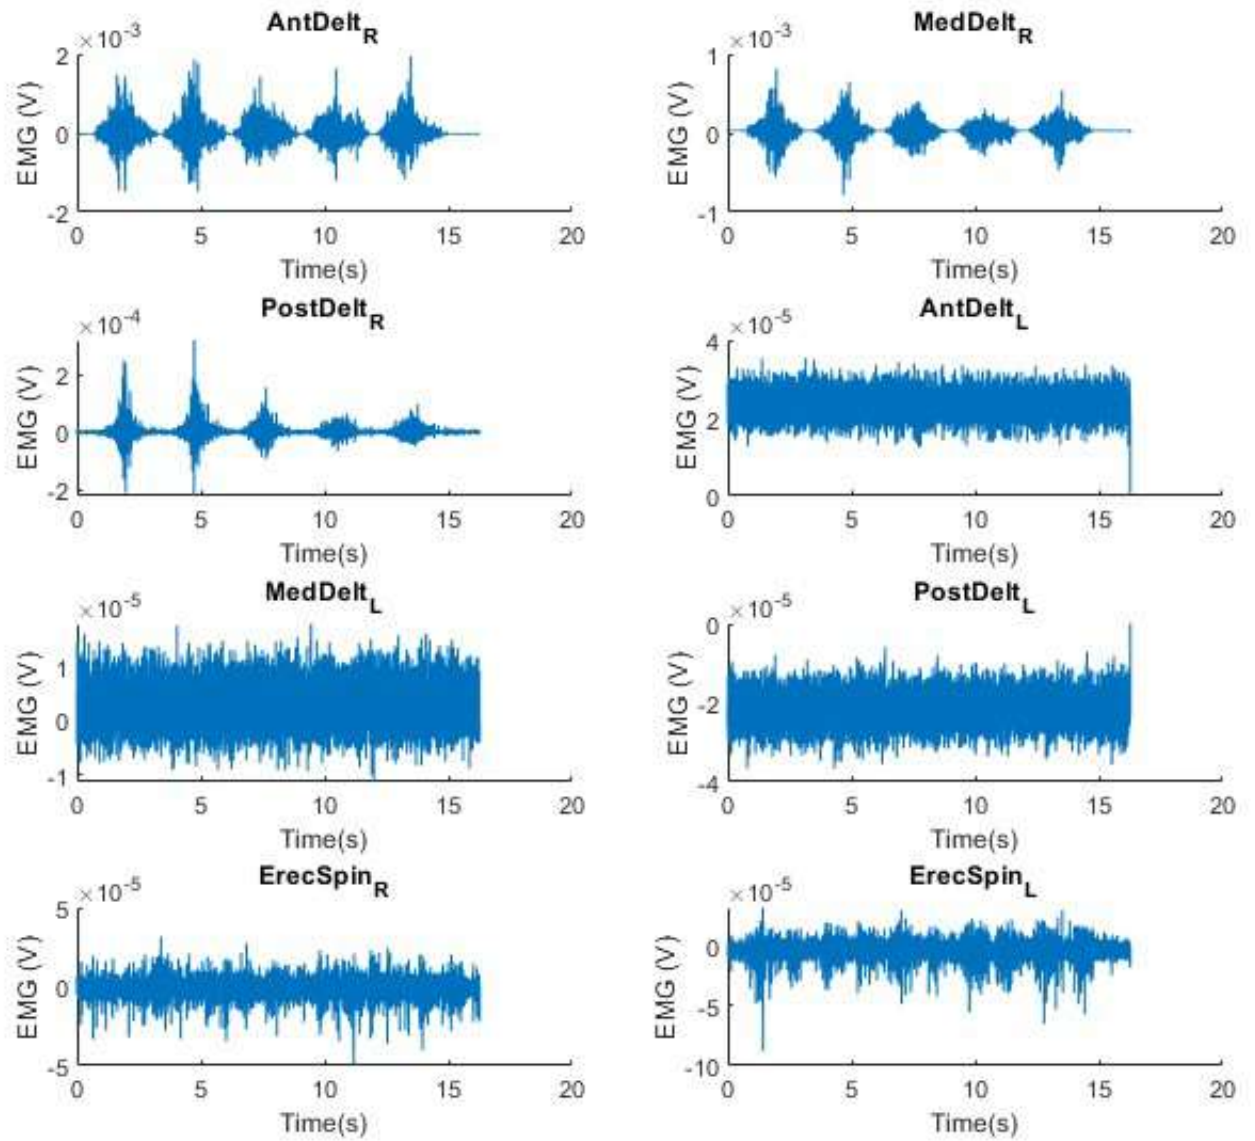 AntDelt_R
×10^-3
EMG (V)
2
0
-2
0 5 10 15 20
Time(s)
MedDelt_R
×10^-3
EMG (V)
1
0
-1
0 5 10 15 20
Time(s)
PostDelt_R
×10^-4
EMG (V)
2
0
-2
0 5 10 15 20
Time(s)
AntDelt_L
×10^-5
EMG (V)
4
2
0
0 5 10 15 20
Time(s)
MedDelt_L
×10^-5
EMG (V)
1
0
-1
0 5 10 15 20
Time(s)
PostDelt_L
×10^-5
EMG (V)
0
-2
-4
0 5 10 15 20
Time(s)
ErecSpin_R
×10^-5
EMG (V)
5
0
-5
0 5 10 15 20
Time(s)
ErecSpin_L
×10^-5
EMG (V)
0
-5
-10
0 5 10 15 20
Time(s)